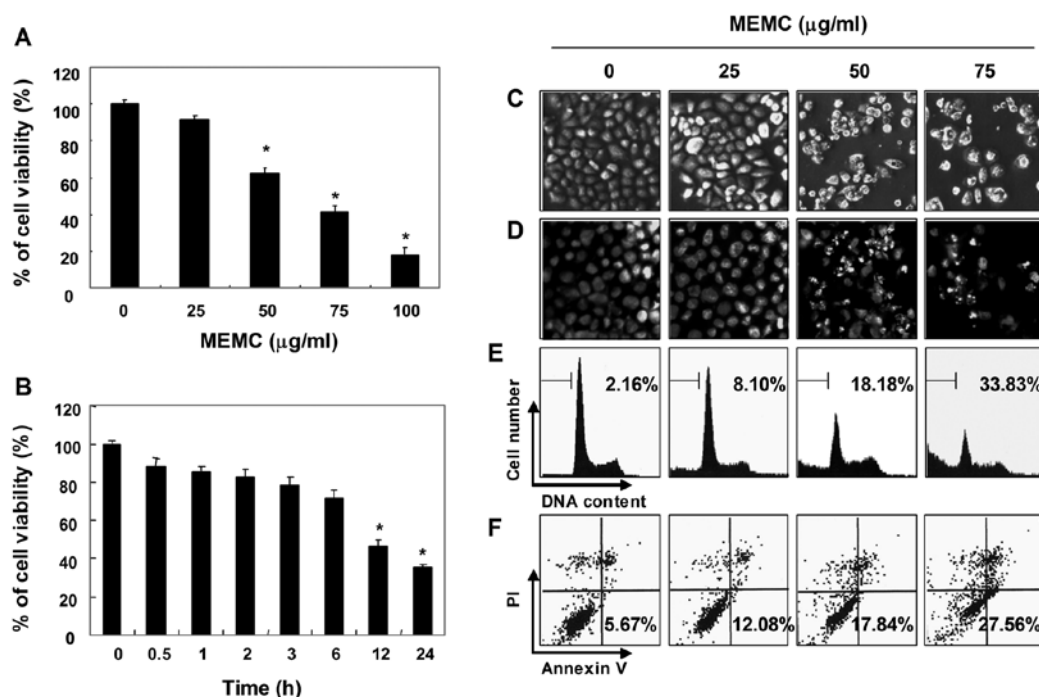 A
% of cell viability (%)
120
100
80
60
40
20
0
*
*
*
0 25 50 75 100
MEMC (μg/ml)
B
% of cell viability (%)
120
100
80
60
40
20
0
*
*
0 0.5 1 2 3 6 12 24
Time (h)
MEMC (μg/ml)
0 25 50 75
C
D
E
Cell number
2.16% 8.10% 18.18% 33.83%
DNA content
F
PI
5.67% 12.08% 17.84% 27.56%
Annexin V